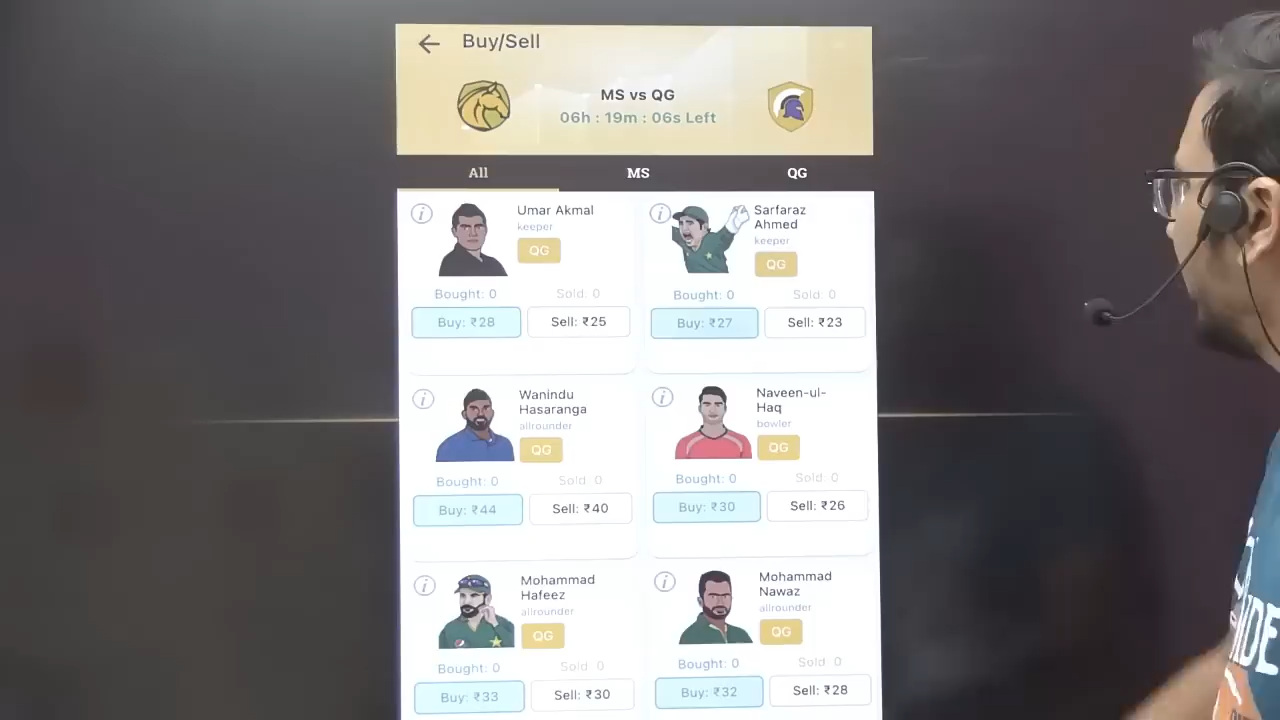 Buy/Sell
MS vs QG
06h : 19m : 06s Left
All
MS
QG
Umar Akmal
keeper
QG
Bought: 0
Sold: 0
Buy: ₹28
Sell: ₹25
Sarfaraz
Ahmed
keeper
QG
Bought: 0
Sold: 0
Buy: ₹27
Sell: ₹23
Wanindu
Hasaranga
allrounder
QG
Bought: 0
Sold: 0
Buy: ₹44
Sell: ₹40
Naveen-ul-
Haq
bowler
QG
Bought: 0
Sold: 0
Buy: ₹30
Sell: ₹26
Mohammad
Hafeez
allrounder
QG
Bought: 0
Sold: 0
Buy: ₹33
Sell: ₹30
Mohammad
Nawaz
allrounder
QG
Bought: 0
Sold: 0
Buy: ₹32
Sell: ₹28